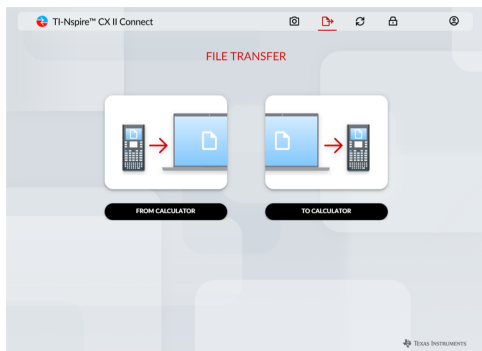 TI-Nspire™ CX II Connect
FILE TRANSFER
FROM CALCULATOR
TO CALCULATOR
TEXAS INSTRUMENTS